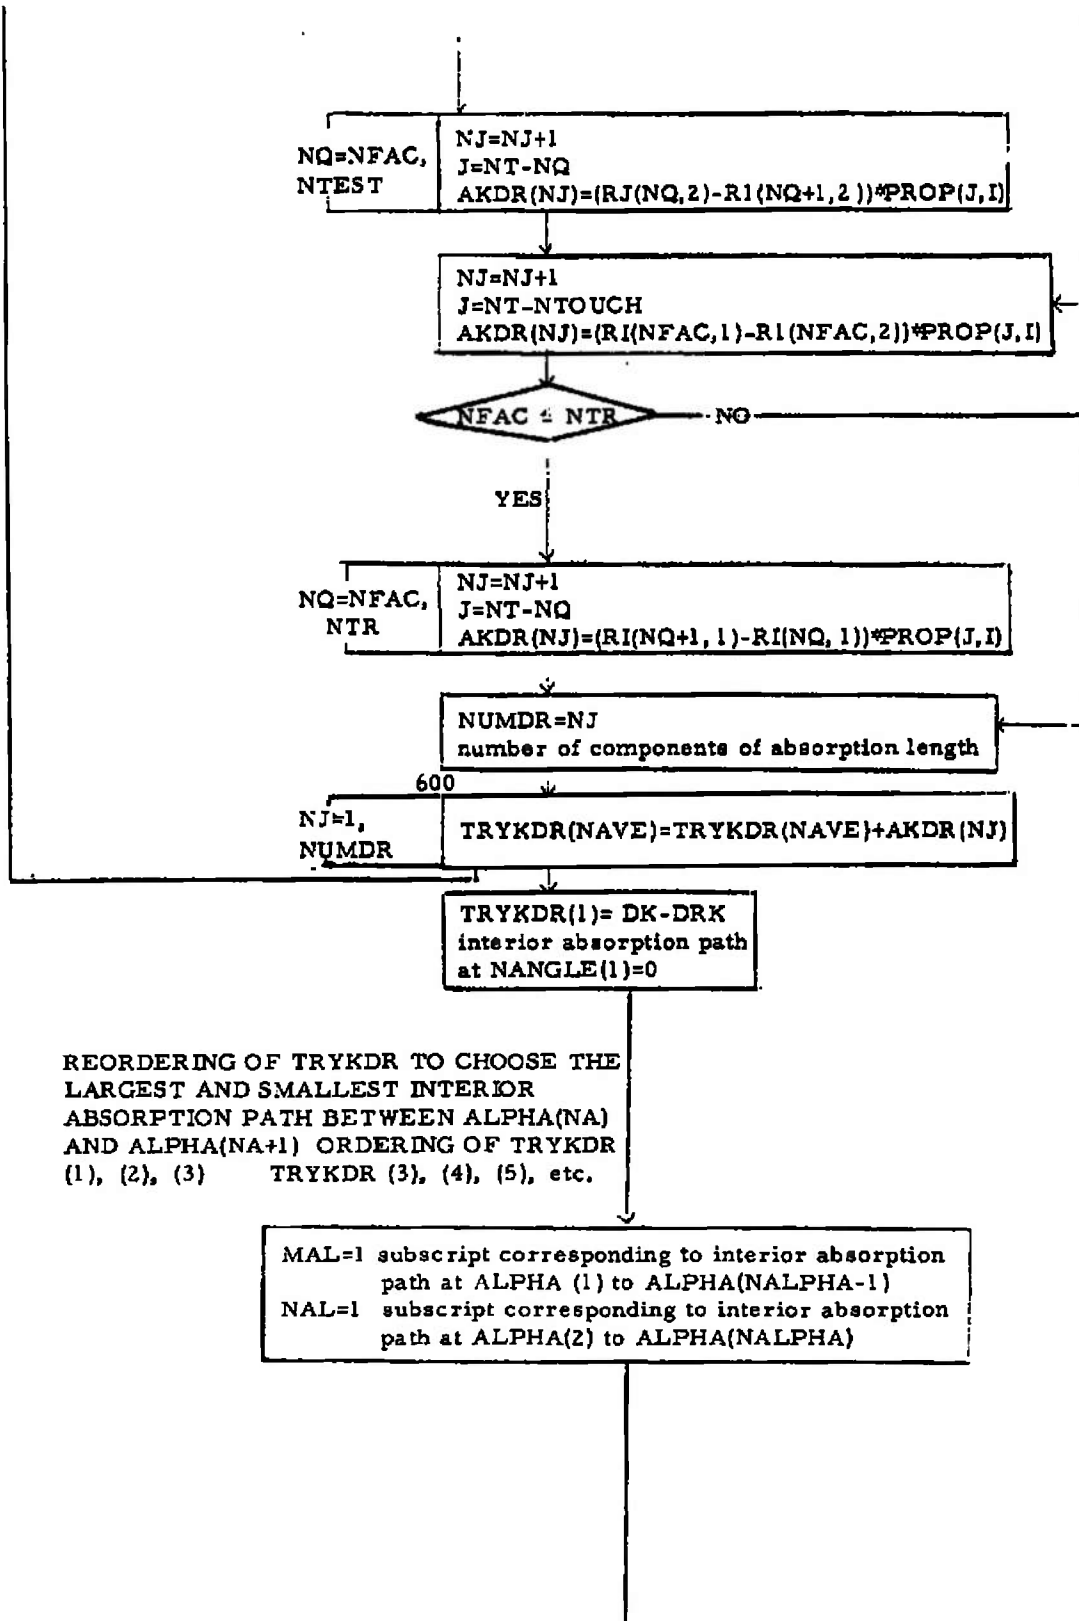 NQ=NFAC,
NTEST
NJ=NJ+1
J=NT-NQ
AKDR(NJ)=(RJ(NQ,2)-R1(NQ+1,2))*PROP(J,I)
NJ=NJ+1
J=NT-NTOUCH
AKDR(NJ)=(RI(NFAC,1)-R1(NFAC,2))*PROP(J,I)
NFAC ≤ NTR
NO
YES
NQ=NFAC,
NTR
NJ=NJ+1
J=NT-NQ
AKDR(NJ)=(RI(NQ+1,1)-RI(NQ,1))*PROP(J,I)
NUMDR=NJ
number of components of absorption length
600
NJ=1,
NUMDR
TRYKDR(NAVE)=TRYKDR(NAVE)+AKDR(NJ)
TRYKDR(1)= DK-DRK
interior absorption path
at NANGLE(1)=0
REORDERING OF TRYKDR TO CHOOSE THE
LARGEST AND SMALLEST INTERIOR
ABSORPTION PATH BETWEEN ALPHA(NA)
AND ALPHA(NA+1) ORDERING OF TRYKDR
(1), (2), (3) TRYKDR (3), (4), (5), etc.
MAL=1 subscript corresponding to interior absorption
path at ALPHA (1) to ALPHA(NALPHA-1)
NAL=1 subscript corresponding to interior absorption
path at ALPHA(2) to ALPHA(NALPHA)